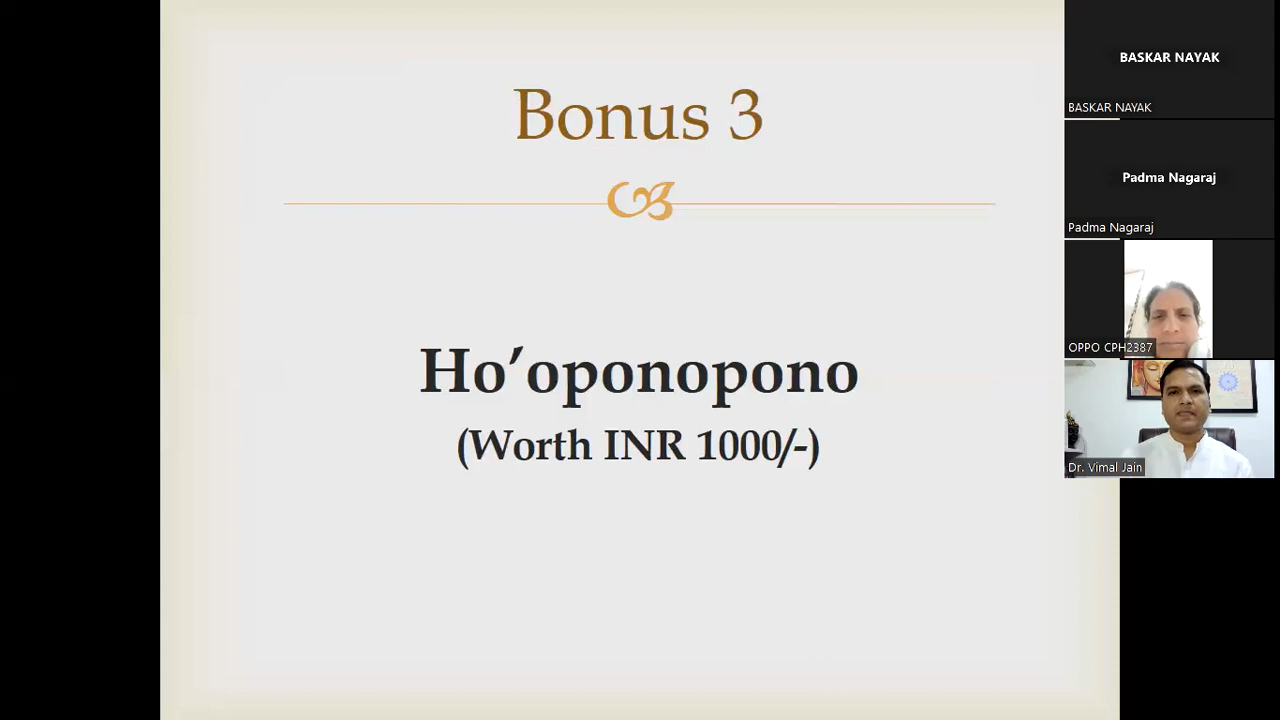 Bonus 3
Ho’oponopono
(Worth INR 1000/-)
BASKAR NAYAK
BASKAR NAYAK
Padma Nagaraj
Padma Nagaraj
OPPO CPH2387
Dr. Vimal Jain